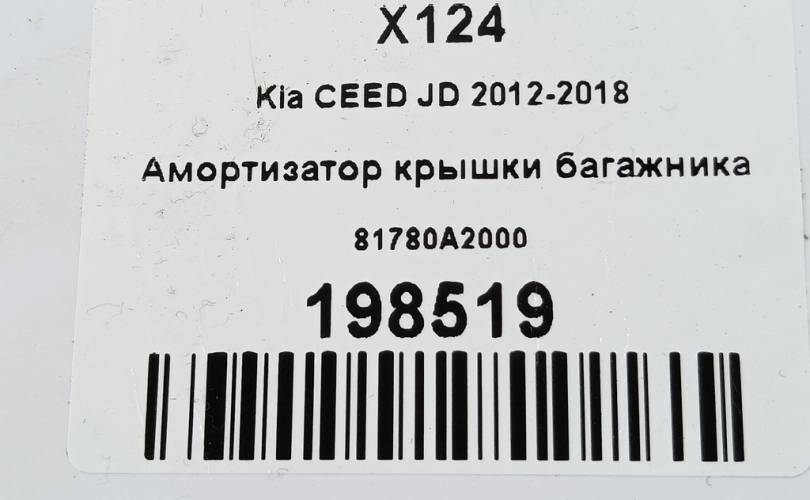 X124
Kia CEED JD 2012-2018
Амортизатор крышки багажника
81780A2000
198519